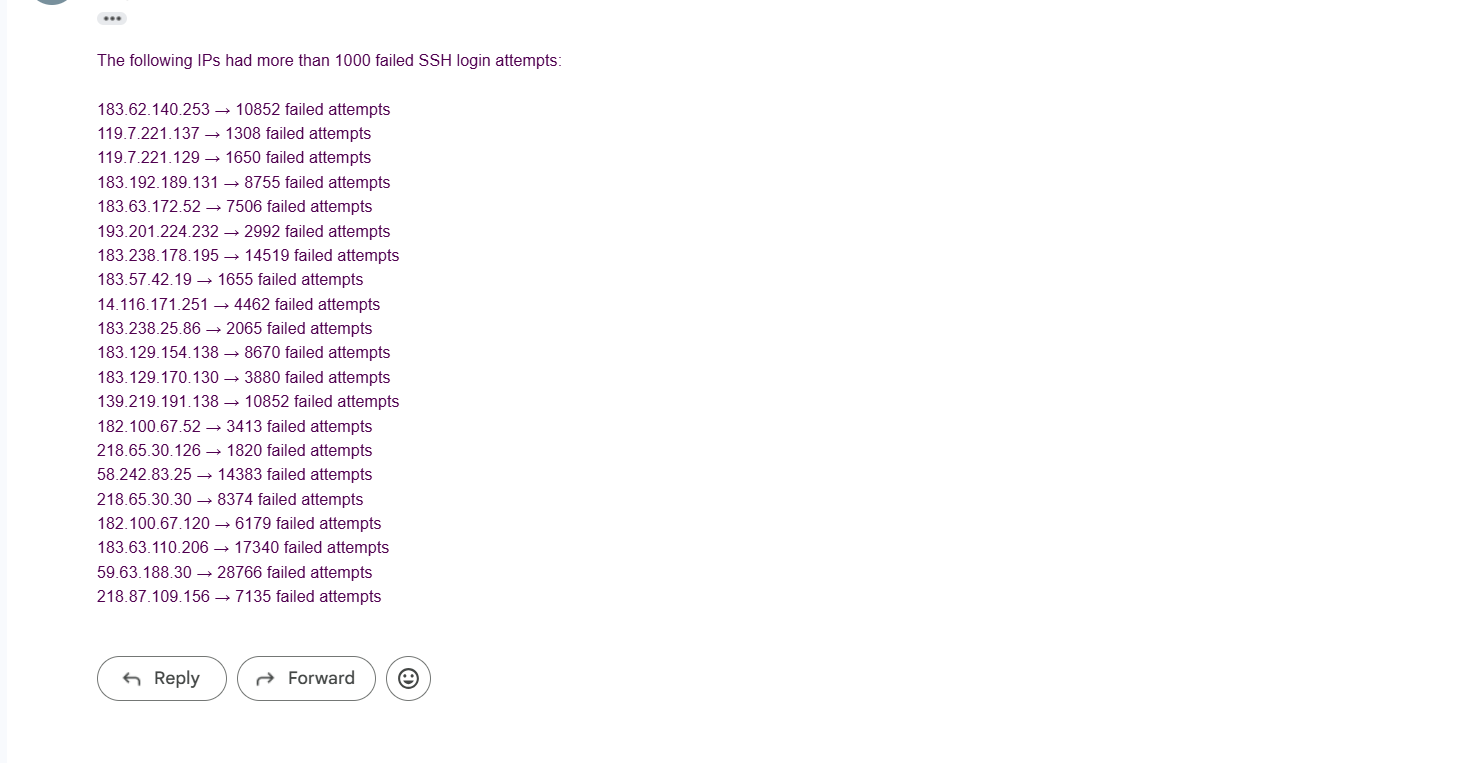 The following IPs had more than 1000 failed SSH login attempts:
183.62.140.253 → 10852 failed attempts
119.7.221.137 → 1308 failed attempts
119.7.221.129 → 1650 failed attempts
183.192.189.131 → 8755 failed attempts
183.63.172.52 → 7506 failed attempts
193.201.224.232 → 2992 failed attempts
183.238.178.195 → 14519 failed attempts
183.57.42.19 → 1655 failed attempts
14.116.171.251 → 4462 failed attempts
183.238.25.86 → 2065 failed attempts
183.129.154.138 → 8670 failed attempts
183.129.170.130 → 3880 failed attempts
139.219.191.138 → 10852 failed attempts
182.100.67.52 → 3413 failed attempts
218.65.30.126 → 1820 failed attempts
58.242.83.25 → 14383 failed attempts
218.65.30.30 → 8374 failed attempts
182.100.67.120 → 6179 failed attempts
183.63.110.206 → 17340 failed attempts
59.63.188.30 → 28766 failed attempts
218.87.109.156 → 7135 failed attempts
Reply Forward